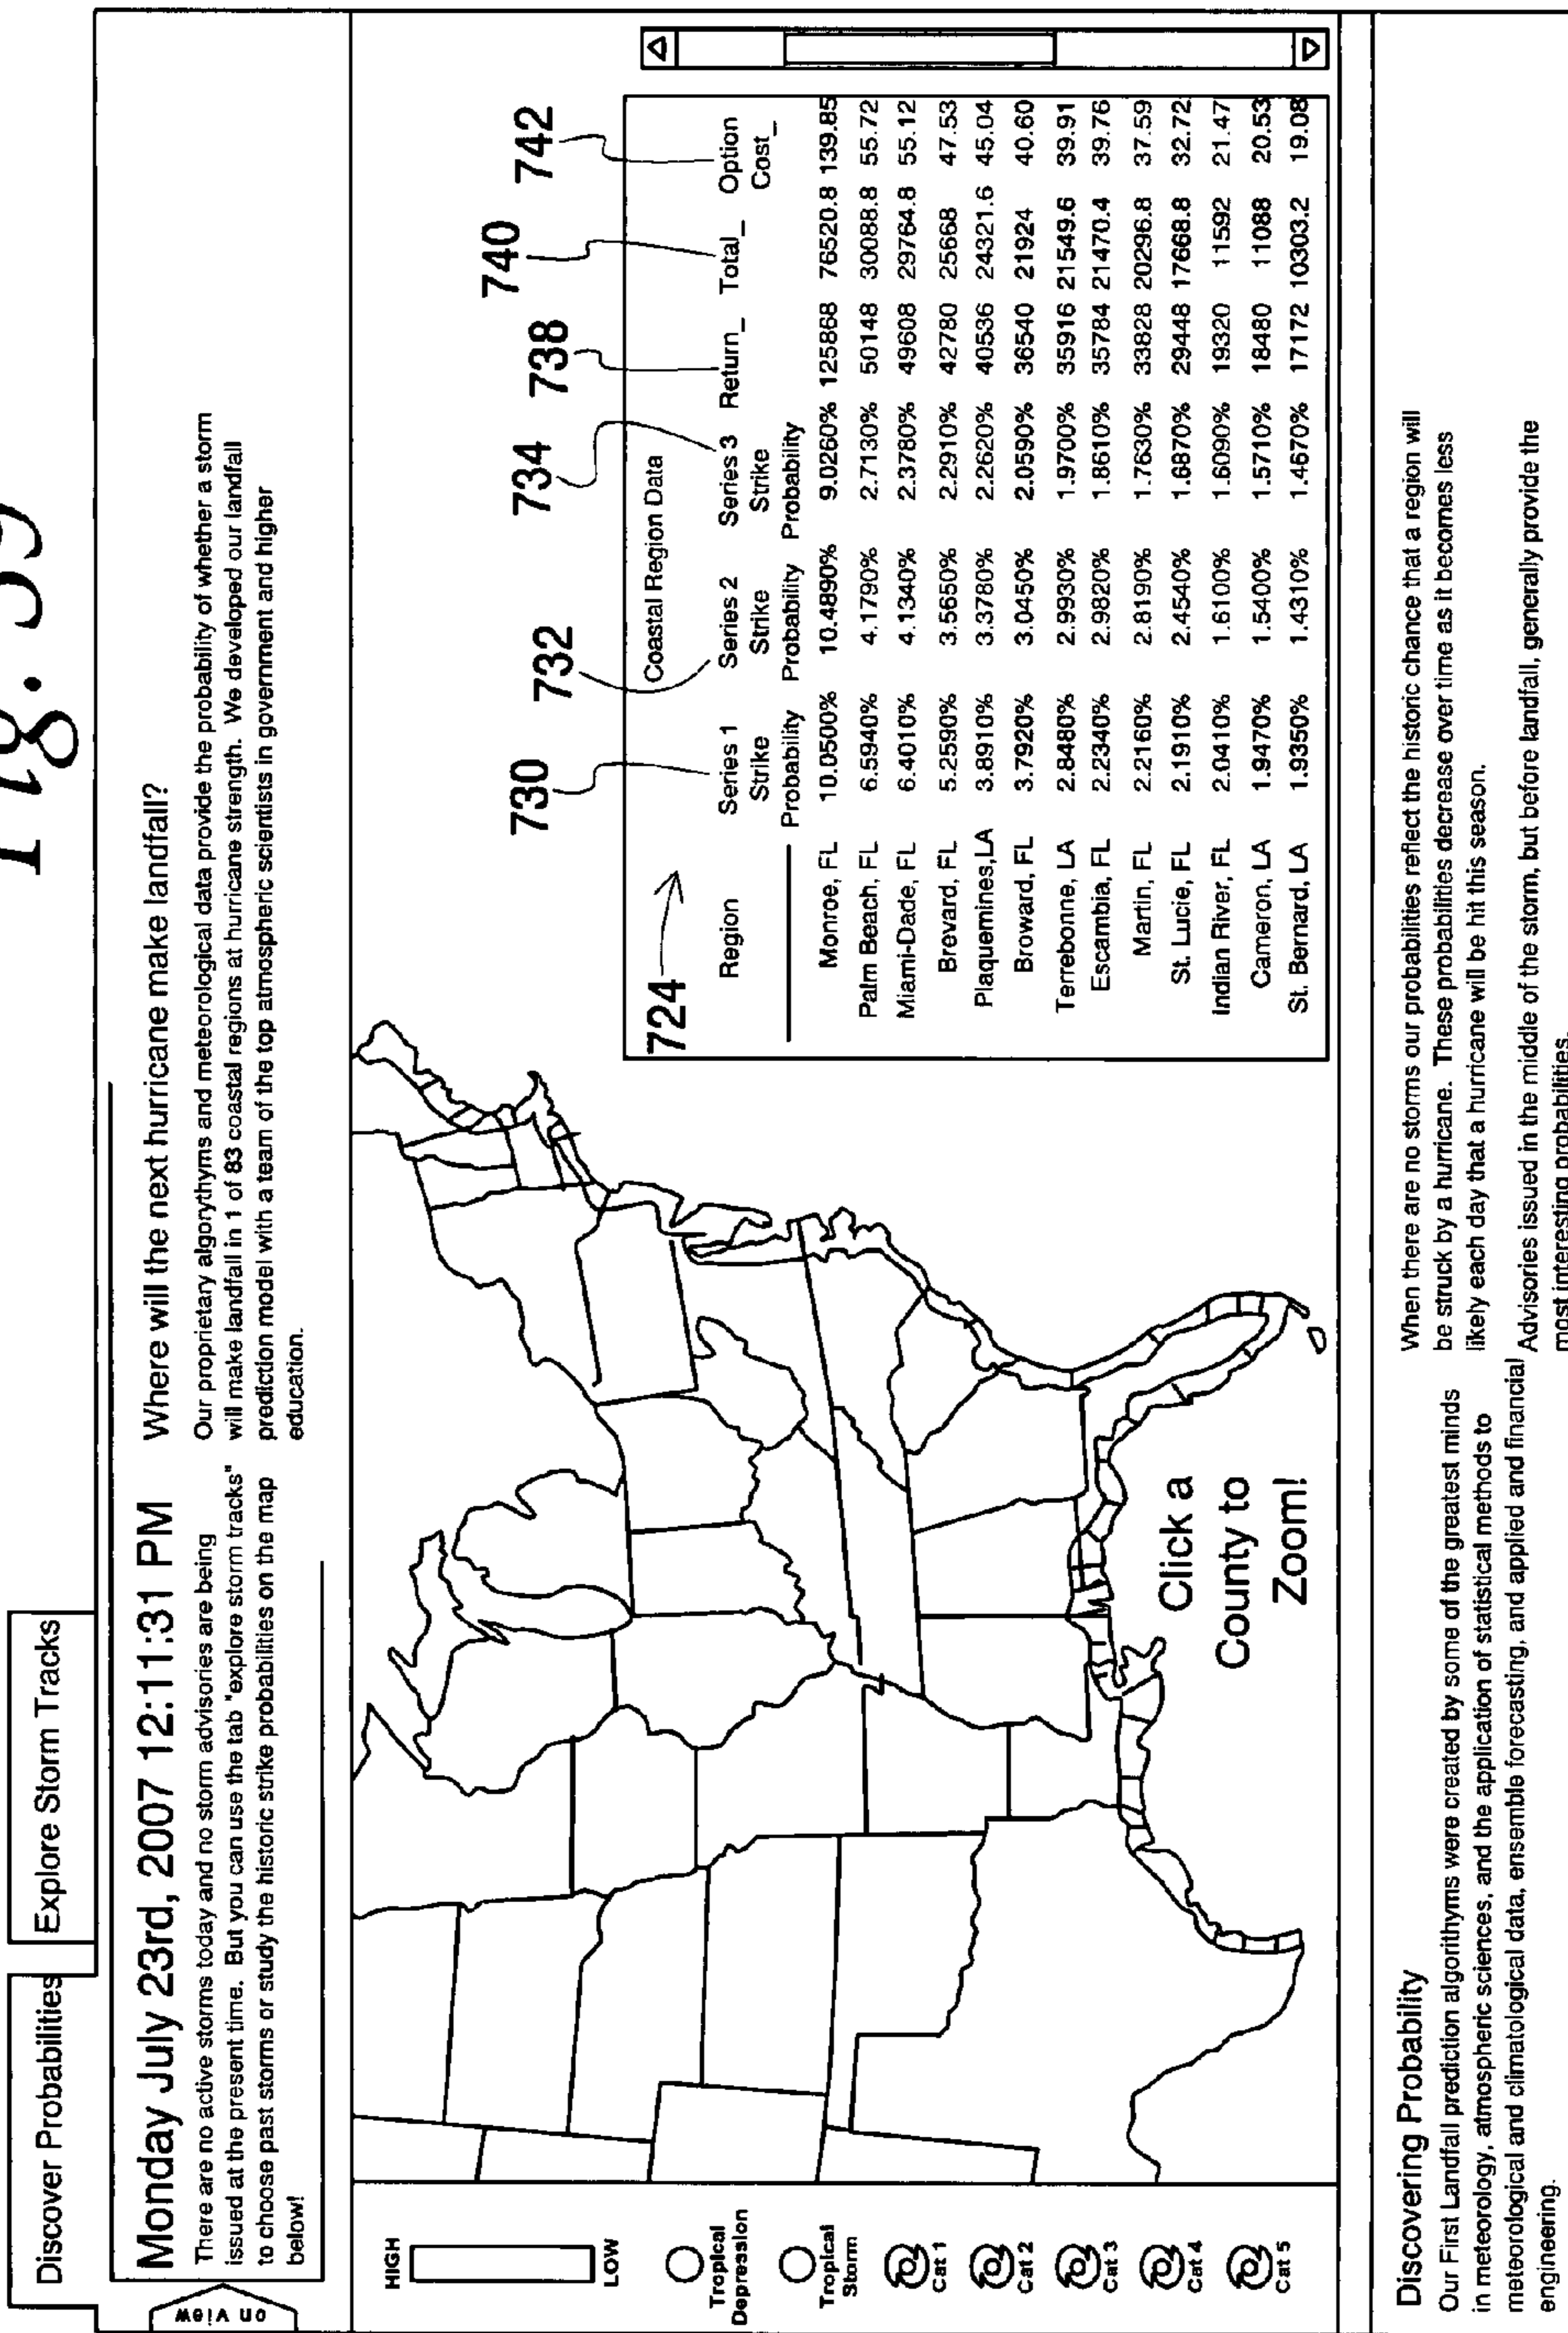 Discover Probabilities
Explore Storm Tracks
on view
Monday July 23rd, 2007 12:11:31 PM
There are no active storms today and no storm advisories are being
issued at the present time. But you can use the tab "explore storm tracks"
to choose past storms or study the historic strike probabilities on the map
below!
Where will the next hurricane make landfall?
Our proprietary algorythyms and meteorological data provide the probability of whether a storm
will make landfall in 1 of 83 coastal regions at hurricane strength. We developed our landfall
prediction model with a team of the top atmospheric scientists in government and higher
education.
HIGH
LOW
Tropical
Depression
Tropical
Storm
Cat 1
Cat 2
Cat 3
Cat 4
Cat 5
Click a
County to
Zoom!
724
730
732
734
738
740
742
Coastal Region Data
Region Series 1 Strike Probability Series 2 Strike Probability Series 3 Strike Probability Return_ Total_ Option Cost_
Monroe, FL 10.0500% 10.4890% 9.0260% 125868 76520.8 139.85
Palm Beach, FL 6.5940% 4.1790% 2.7130% 50148 30088.8 55.72
Miami-Dade, FL 6.4010% 4.1340% 2.3780% 49608 29764.8 55.12
Brevard, FL 5.2590% 3.5650% 2.2910% 42780 25668 47.53
Plaquemines,LA 3.8910% 3.3780% 2.2620% 40536 24321.6 45.04
Broward, FL 3.7920% 3.0450% 2.0590% 36540 21924 40.60
Terrebonne, LA 2.8480% 2.9930% 1.9700% 35916 21549.6 39.91
Escambia, FL 2.2340% 2.9820% 1.8610% 35784 21470.4 39.76
Martin, FL 2.2160% 2.8190% 1.7630% 33828 20296.8 37.59
St. Lucie, FL 2.1910% 2.4540% 1.6870% 29448 17668.8 32.72
Indian River, FL 2.0410% 1.6100% 1.6090% 19320 11592 21.47
Cameron, LA 1.9470% 1.5400% 1.5710% 18480 11088 20.53
St. Bernard, LA 1.9350% 1.4310% 1.4670% 17172 10303.2 19.08
Discovering Probability
Our First Landfall prediction algorithyms were created by some of the greatest minds
in meteorology, atmospheric sciences, and the application of statistical methods to
meteorological and climatological data, ensemble forecasting, and applied and financial
engineering.
When there are no storms our probabilities reflect the historic chance that a region will
be struck by a hurricane. These probabilities decrease over time as it becomes less
likely each day that a hurricane will be hit this season.
Advisories issued in the middle of the storm, but before landfall, generally provide the
most interesting probabilities.